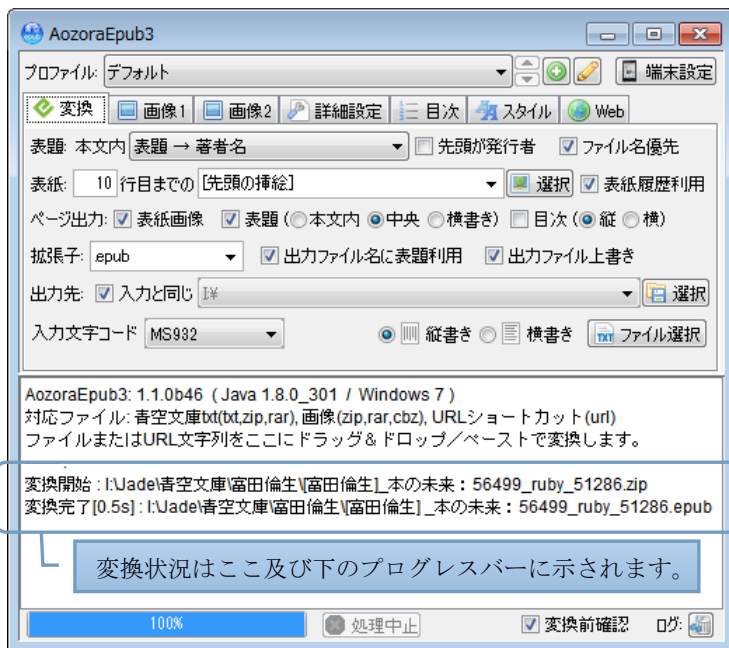 AozoraEpub3
プロファイル: デフォルト 端末設定
変換 画像1 画像2 詳細設定 目次 スタイル Web
表題: 本文内 表題 → 著者名 先頭が発行者 ファイル名優先
表紙: 10 行目までの [先頭の挿絵] 選択 表紙履歴利用
ページ出力: 表紙画像 表題 (本文内 中央 横書き) 目次 (縦 横)
拡張子: .epub 出力ファイル名に表題利用 出力ファイル上書き
出力先: 入力と同じ I:¥ 選択
入力文字コード MS932 縦書き 横書き TXT ファイル選択
AozoraEpub3: 1.1.0b46 ( Java 1.8.0_301 / Windows 7 )
対応ファイル: 青空文庫txt(txt,zip,rar), 画像(zip,rar,cbz), URLショートカット(url)
ファイルまたはURL文字列をここにドラッグ&ドロップ/ペーストで変換します。
変換開始 : I:\Jade\青空文庫\富田倫生\[富田倫生]_本の未来：56499_ruby_51286.zip
変換完了[0.5s] : I:\Jade\青空文庫\富田倫生\[富田倫生] _本の未来：56499_ruby_51286.epub
変換状況はここ及び下のプログレスバーに示されます。
100% 処理中止 変換前確認 ログ: